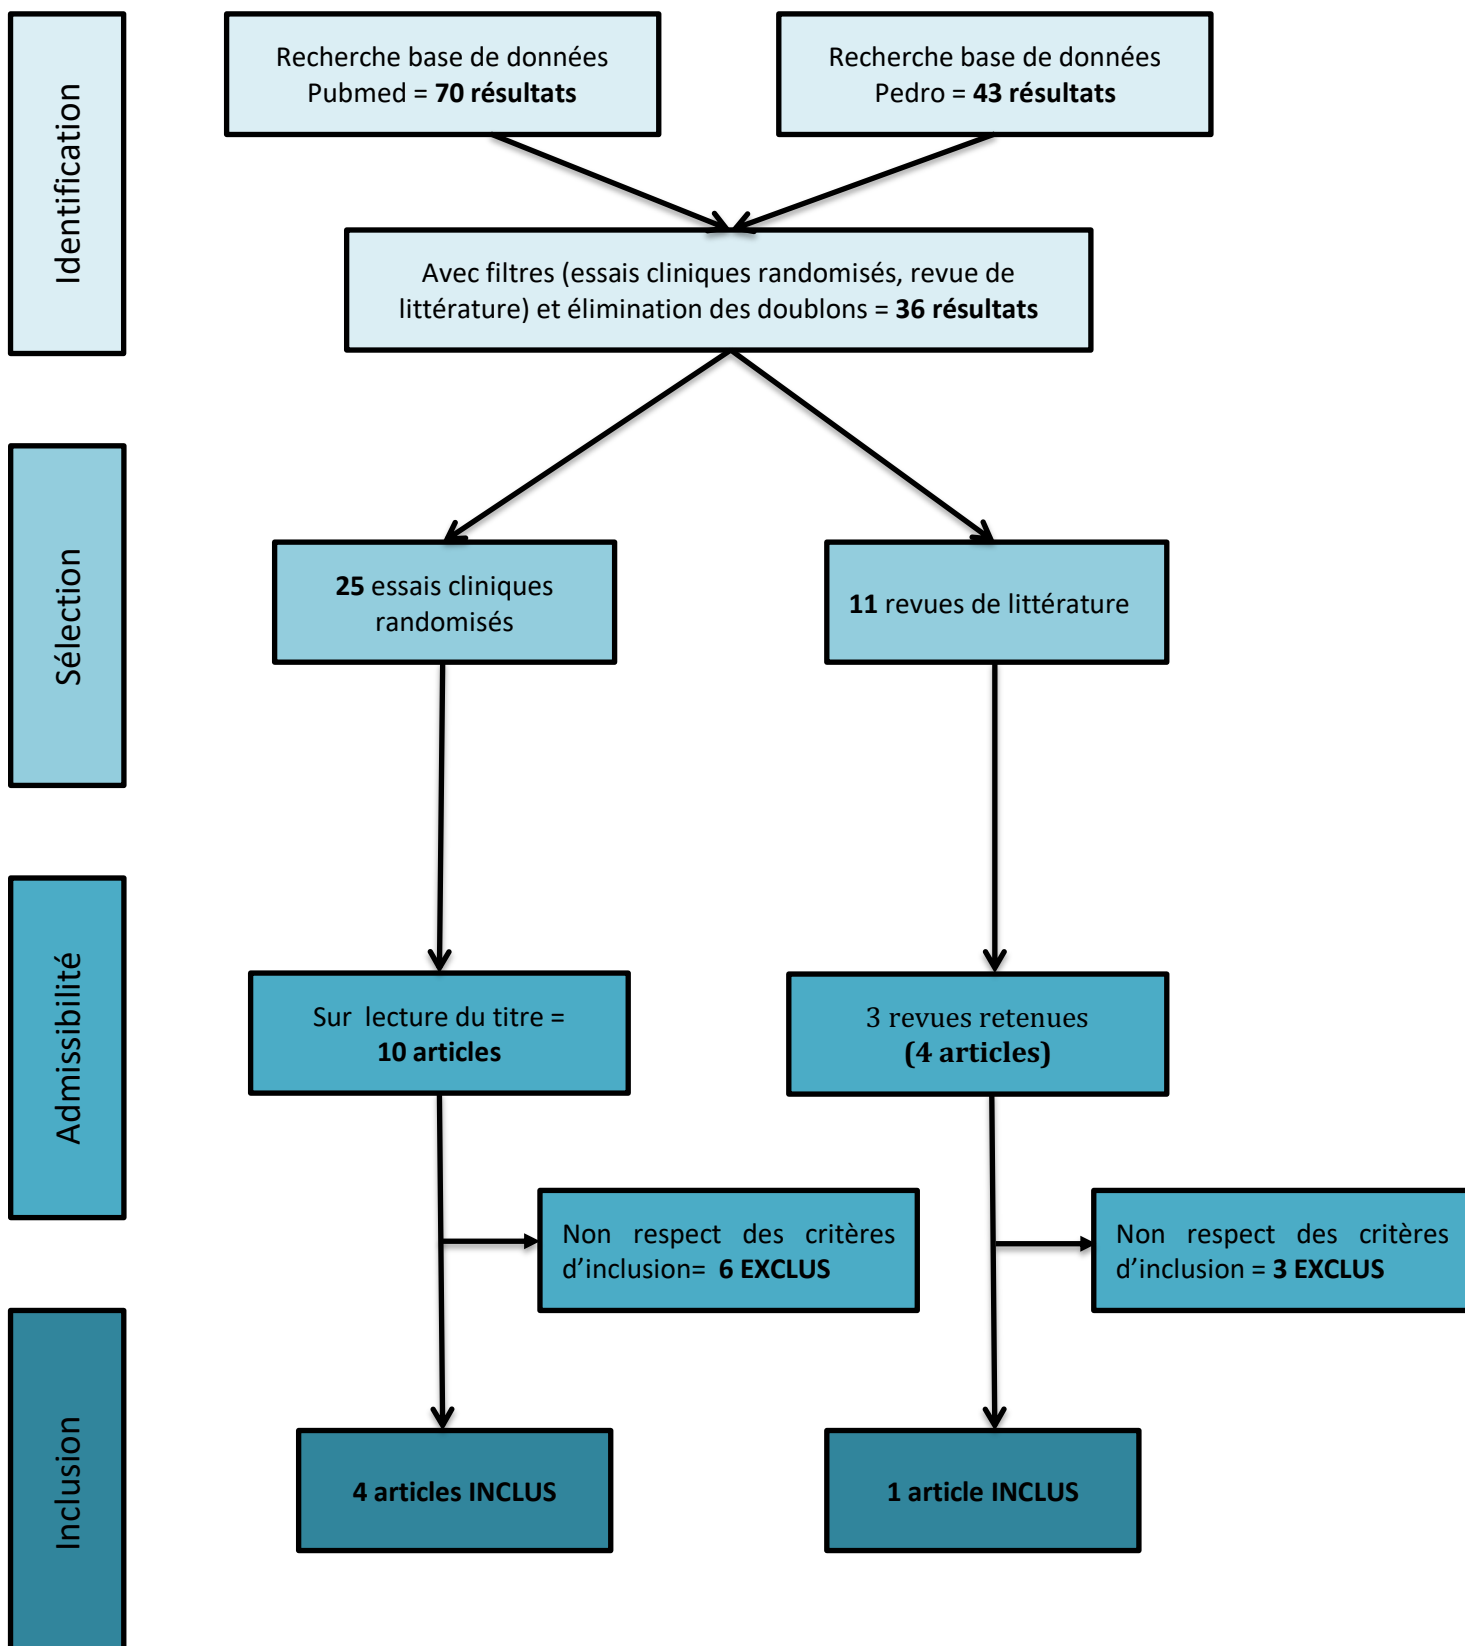 Identification
Recherche base de données
Pubmed = 70 résultats
Recherche base de données
Pedro = 43 résultats
Avec filtres (essais cliniques randomisés, revue de
littérature) et élimination des doublons = 36 résultats
Sélection
25 essais cliniques
randomisés
11 revues de littérature
Admissibilité
Sur lecture du titre =
10 articles
3 revues retenues
(4 articles)
Non respect des critères
d’inclusion= 6 EXCLUS
Non respect des critères
d’inclusion = 3 EXCLUS
Inclusion
4 articles INCLUS
1 article INCLUS